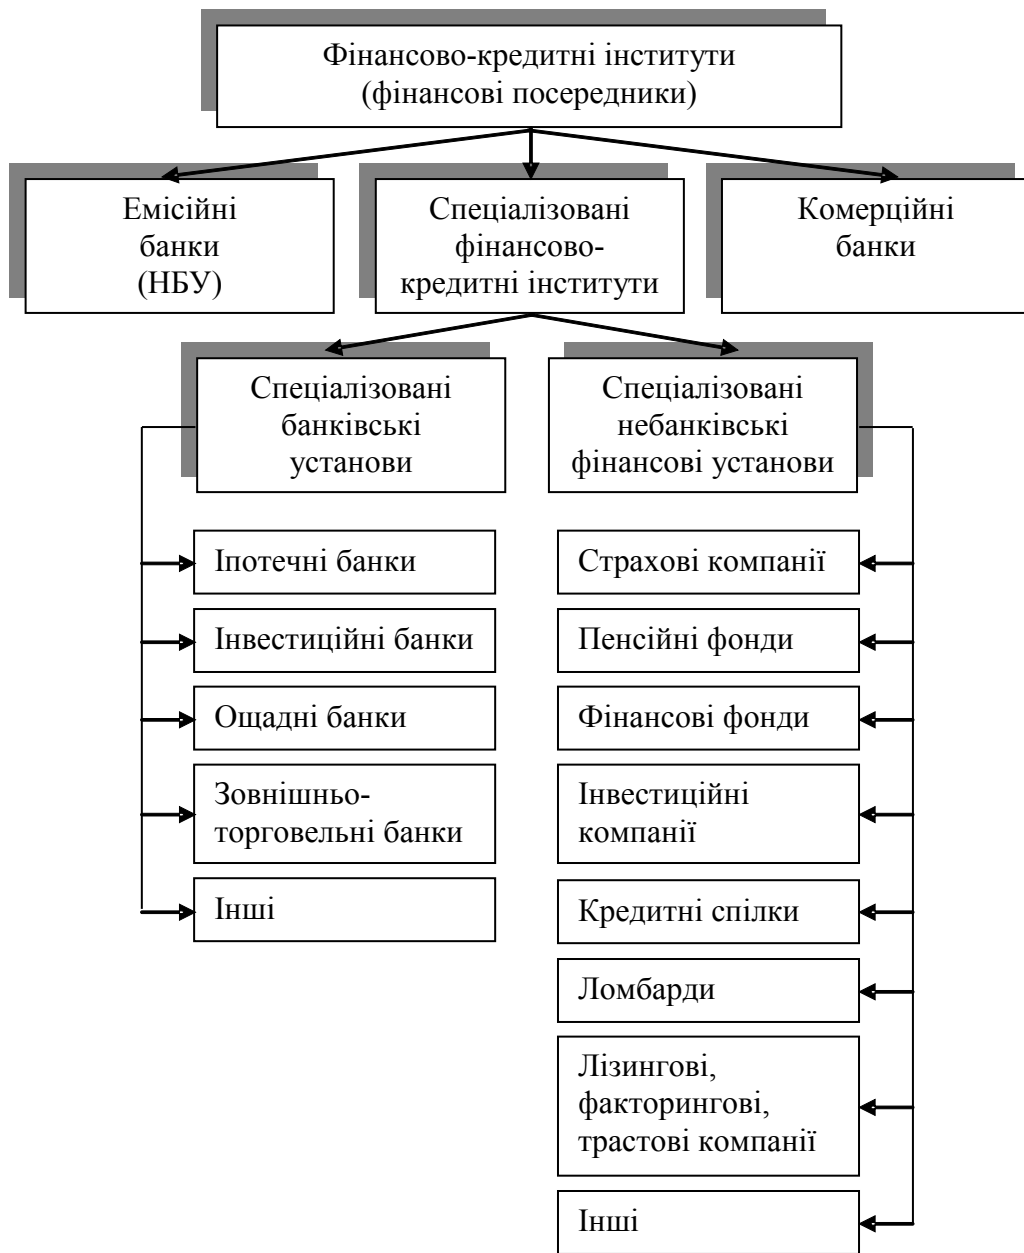 Фінансово-кредитні інститути
(фінансові посередники)
Емісійні
банки
(НБУ)
Спеціалізовані
фінансово-
кредитні інститути
Комерційні
банки
Спеціалізовані
банківські
установи
Спеціалізовані
небанківські
фінансові установи
Іпотечні банки
Інвестиційні банки
Ощадні банки
Зовнішньо-
торговельні банки
Інші
Страхові компанії
Пенсійні фонди
Фінансові фонди
Інвестиційні
компанії
Кредитні спілки
Ломбарди
Лізингові,
факторингові,
трастові компанії
Інші